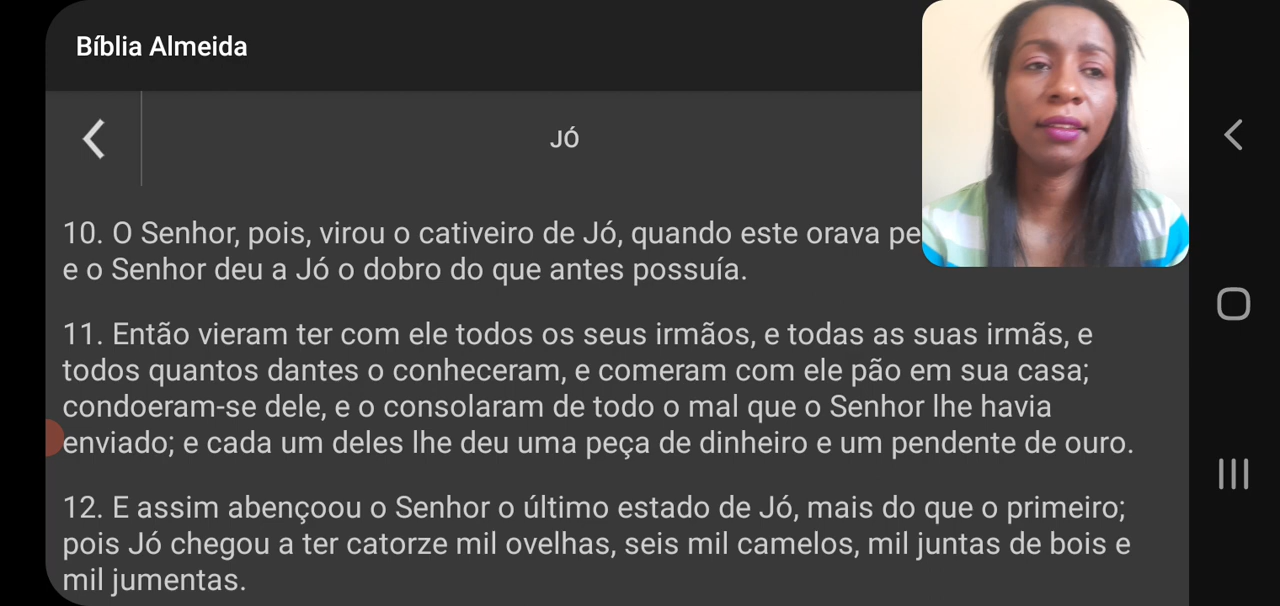 Bíblia Almeida
JÓ
10. O Senhor, pois, virou o cativeiro de Jó, quando este orava
e o Senhor deu a Jó o dobro do que antes possuía.
11. Então vieram ter com ele todos os seus irmãos, e todas as suas irmãs, e
todos quantos dantes o conheceram, e comeram com ele pão em sua casa;
condoeram-se dele, e o consolaram de todo o mal que o Senhor lhe havia
enviado; e cada um deles lhe deu uma peça de dinheiro e um pendente de ouro.
12. E assim abençoou o Senhor o último estado de Jó, mais do que o primeiro;
pois Jó chegou a ter catorze mil ovelhas, seis mil camelos, mil juntas de bois e
mil jumentas.